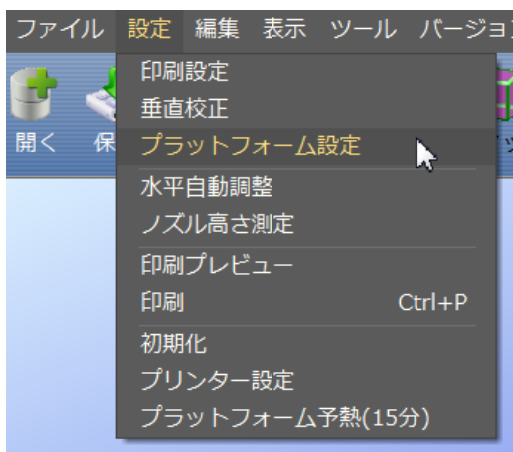 ファイル 設定 編集 表示 ツール バージョ
開く 保
印刷設定
垂直校正
プラットフォーム設定
水平自動調整
ノズル高さ測定
印刷プレビュー
印刷 Ctrl+P
初期化
プリンター設定
プラットフォーム予熱(15分)